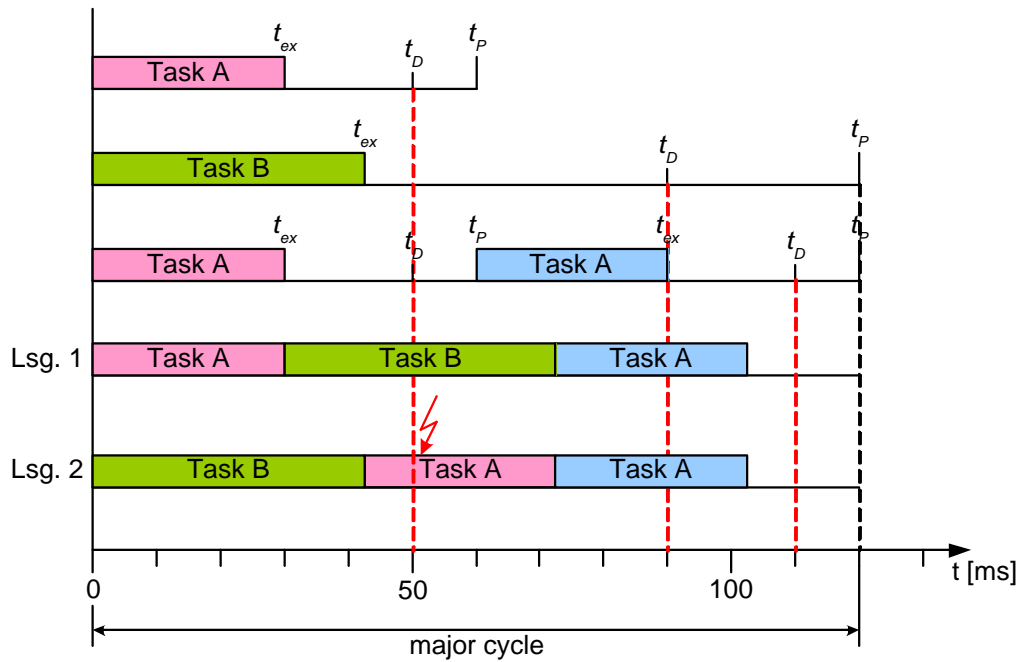 t_ex t_D t_P
Task A
t_ex t_D t_P
Task B
t_ex t_D t_P t_ex t_D t_P
Task A Task A
Lsg. 1 Task A Task B Task A
Lsg. 2 Task B Task A Task A
0 50 100 t [ms]
major cycle